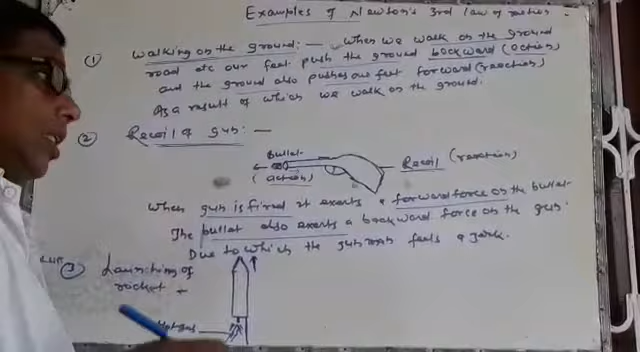 Examples of Newton's 3rd law of motion.
① walking on the ground: — When we walk on the ground
road etc our feet push the ground backward (action)
and the ground also pushes our feet forward (reaction)
As a result of which we walk on the ground.
② Recoil of gun: —
Bullet
(action)
Recoil (reaction)
When gun is fired it exerts a forward force on the bullet
The bullet also exerts a backward force on the gun.
Due to which the gunman feels a jerk.
③ Launching of
rocket
Hot gas